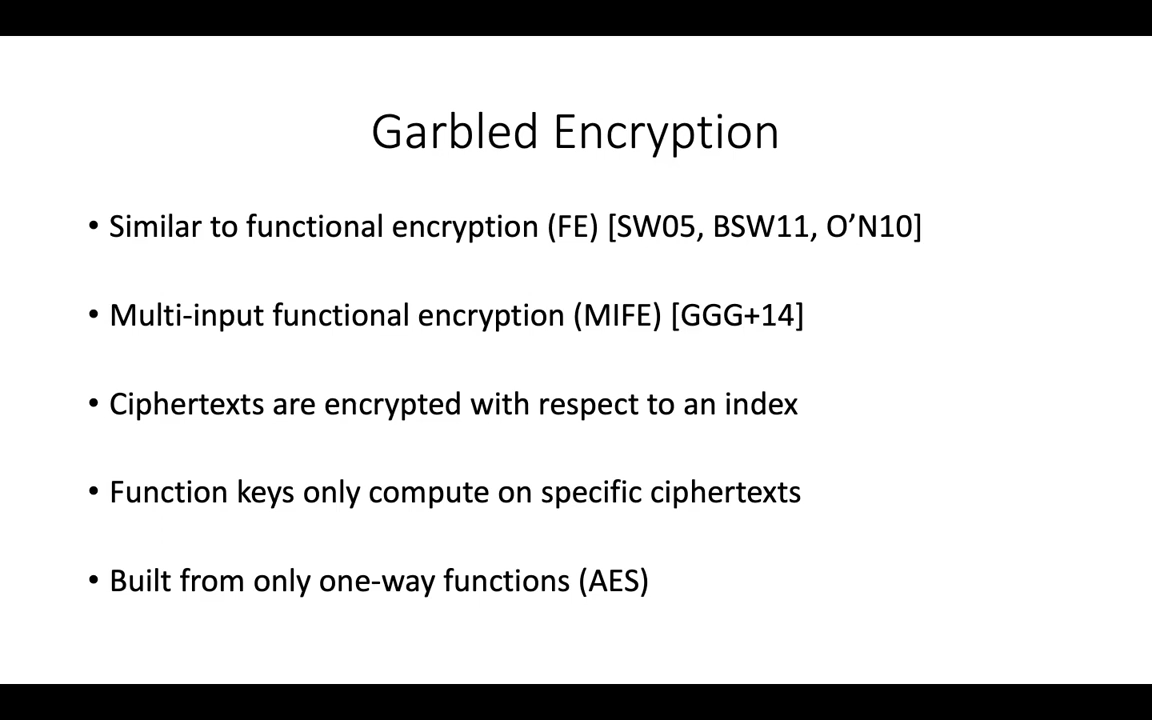 Garbled Encryption
• Similar to functional encryption (FE) [SW05, BSW11, O’N10]
• Multi-input functional encryption (MIFE) [GGG+14]
• Ciphertexts are encrypted with respect to an index
• Function keys only compute on specific ciphertexts
• Built from only one-way functions (AES)